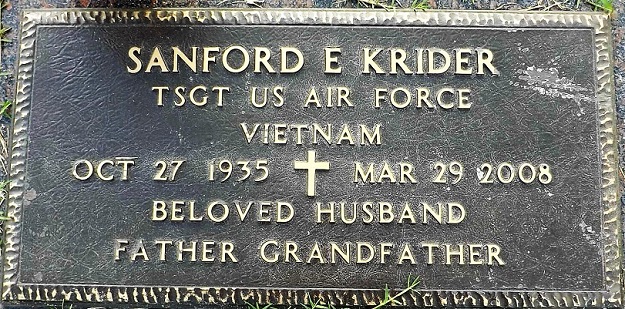 SANFORD E KRIDER
TSGT US AIR FORCE
VIETNAM
OCT 27 1935 MAR 29 2008
BELOVED HUSBAND
FATHER GRANDFATHER